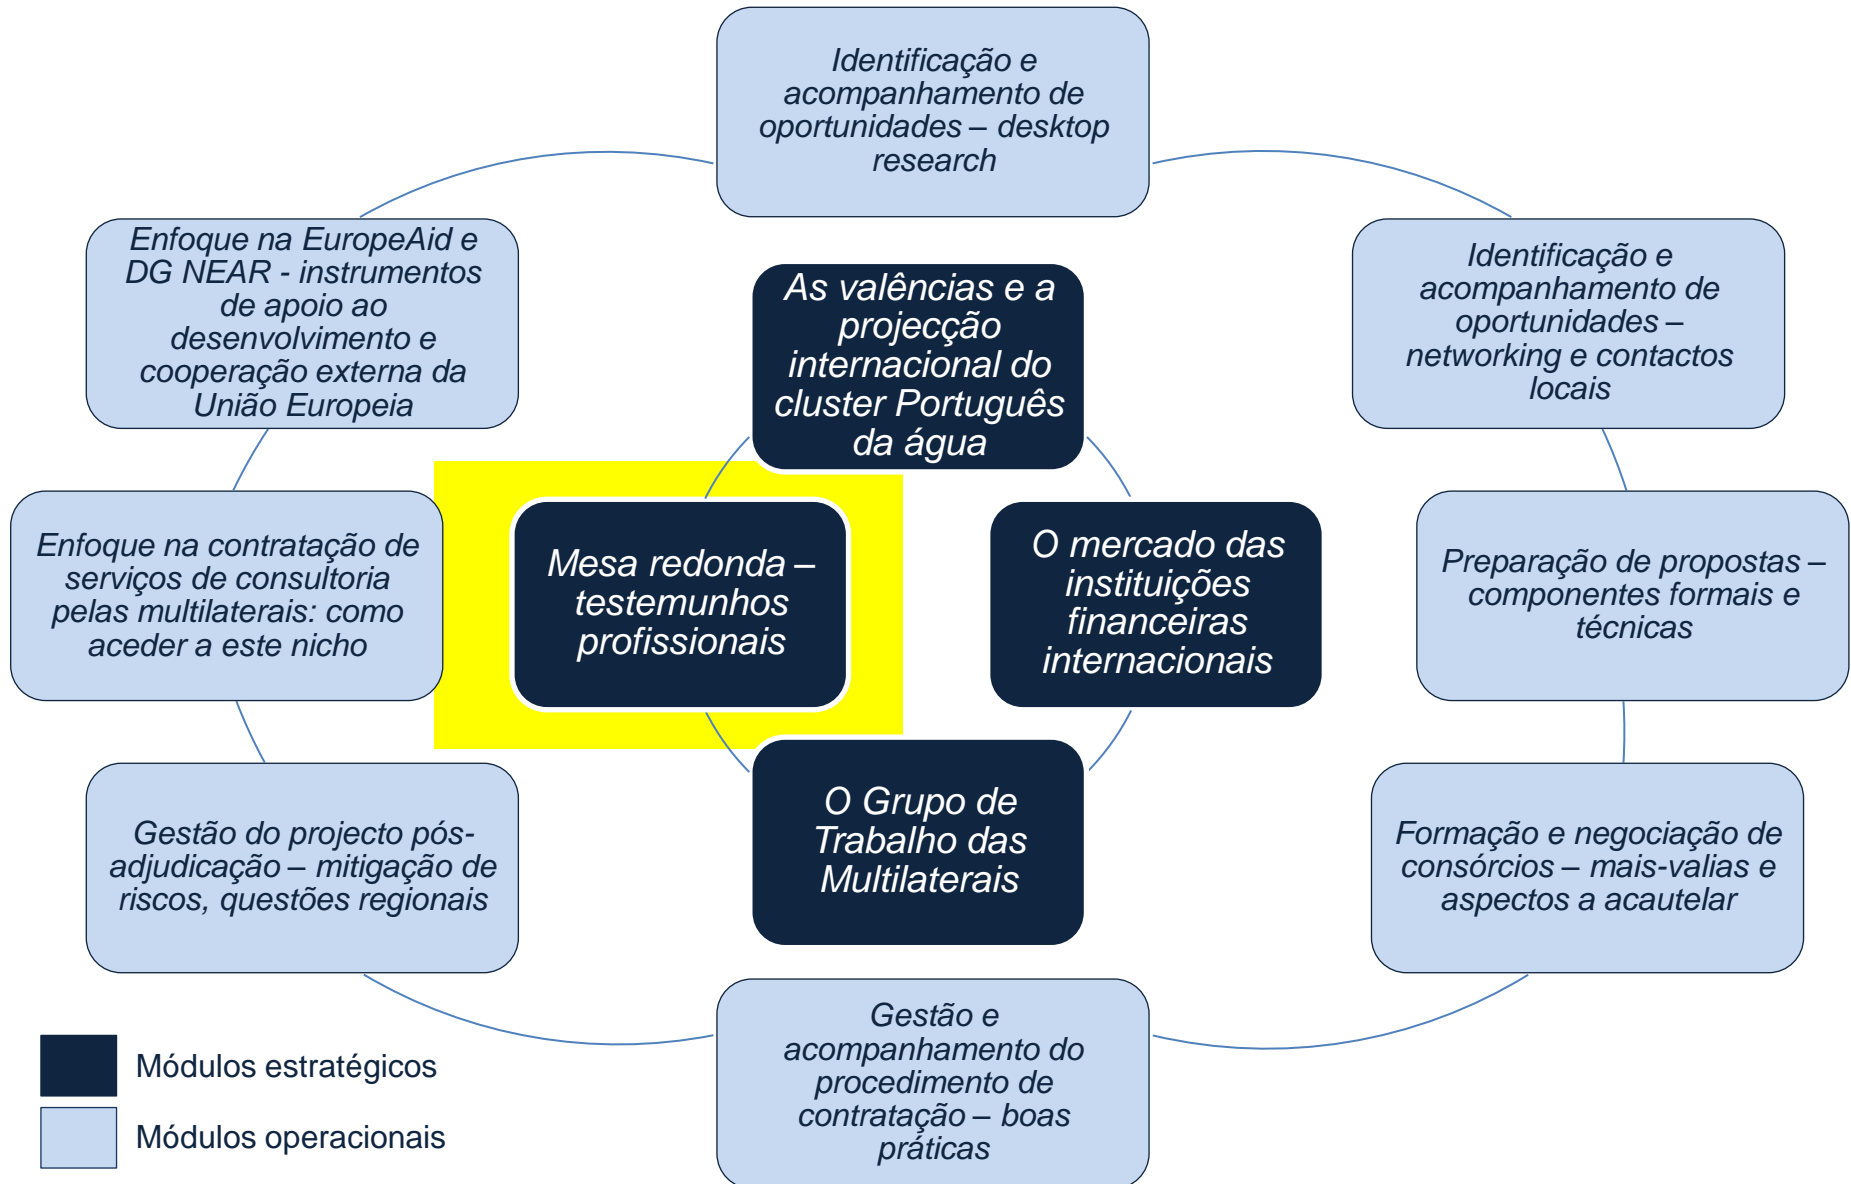 Identificação e
acompanhamento de
oportunidades – desktop
research
Enfoque na EuropeAid e
DG NEAR - instrumentos
de apoio ao
desenvolvimento e
cooperação externa da
União Europeia
As valências e a
projecção
internacional do
cluster Português
da água
Identificação e
acompanhamento de
oportunidades –
networking e contactos
locais
Enfoque na contratação de
serviços de consultoria
pelas multilaterais: como
aceder a este nicho
Mesa redonda –
testemunhos
profissionais
O mercado das
instituições
financeiras
internacionais
Preparação de propostas –
componentes formais e
técnicas
Gestão do projecto pós-
adjudicação – mitigação de
riscos, questões regionais
O Grupo de
Trabalho das
Multilaterais
Formação e negociação de
consórcios – mais-valias e
aspectos a acautelar
Gestão e
acompanhamento do
procedimento de
contratação – boas
práticas
Módulos estratégicos
Módulos operacionais